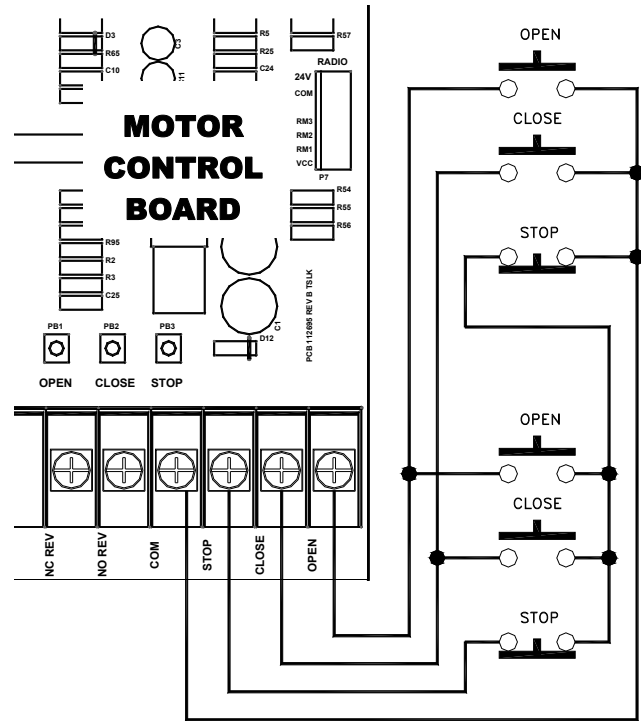 D3
R65
C10
C3
C11
R5
R25
C24
R57
RADIO
24V
COM
RM3
RM2
RM1
VCC
P7
MOTOR
CONTROL
BOARD
R54
R55
R56
R95
R2
R3
C25
C1
D12
PCB 112695 REV B TSLK
PB1
PB2
PB3
OPEN
CLOSE
STOP
NC REV
NO REV
COM
STOP
CLOSE
OPEN
OPEN
CLOSE
STOP
OPEN
CLOSE
STOP